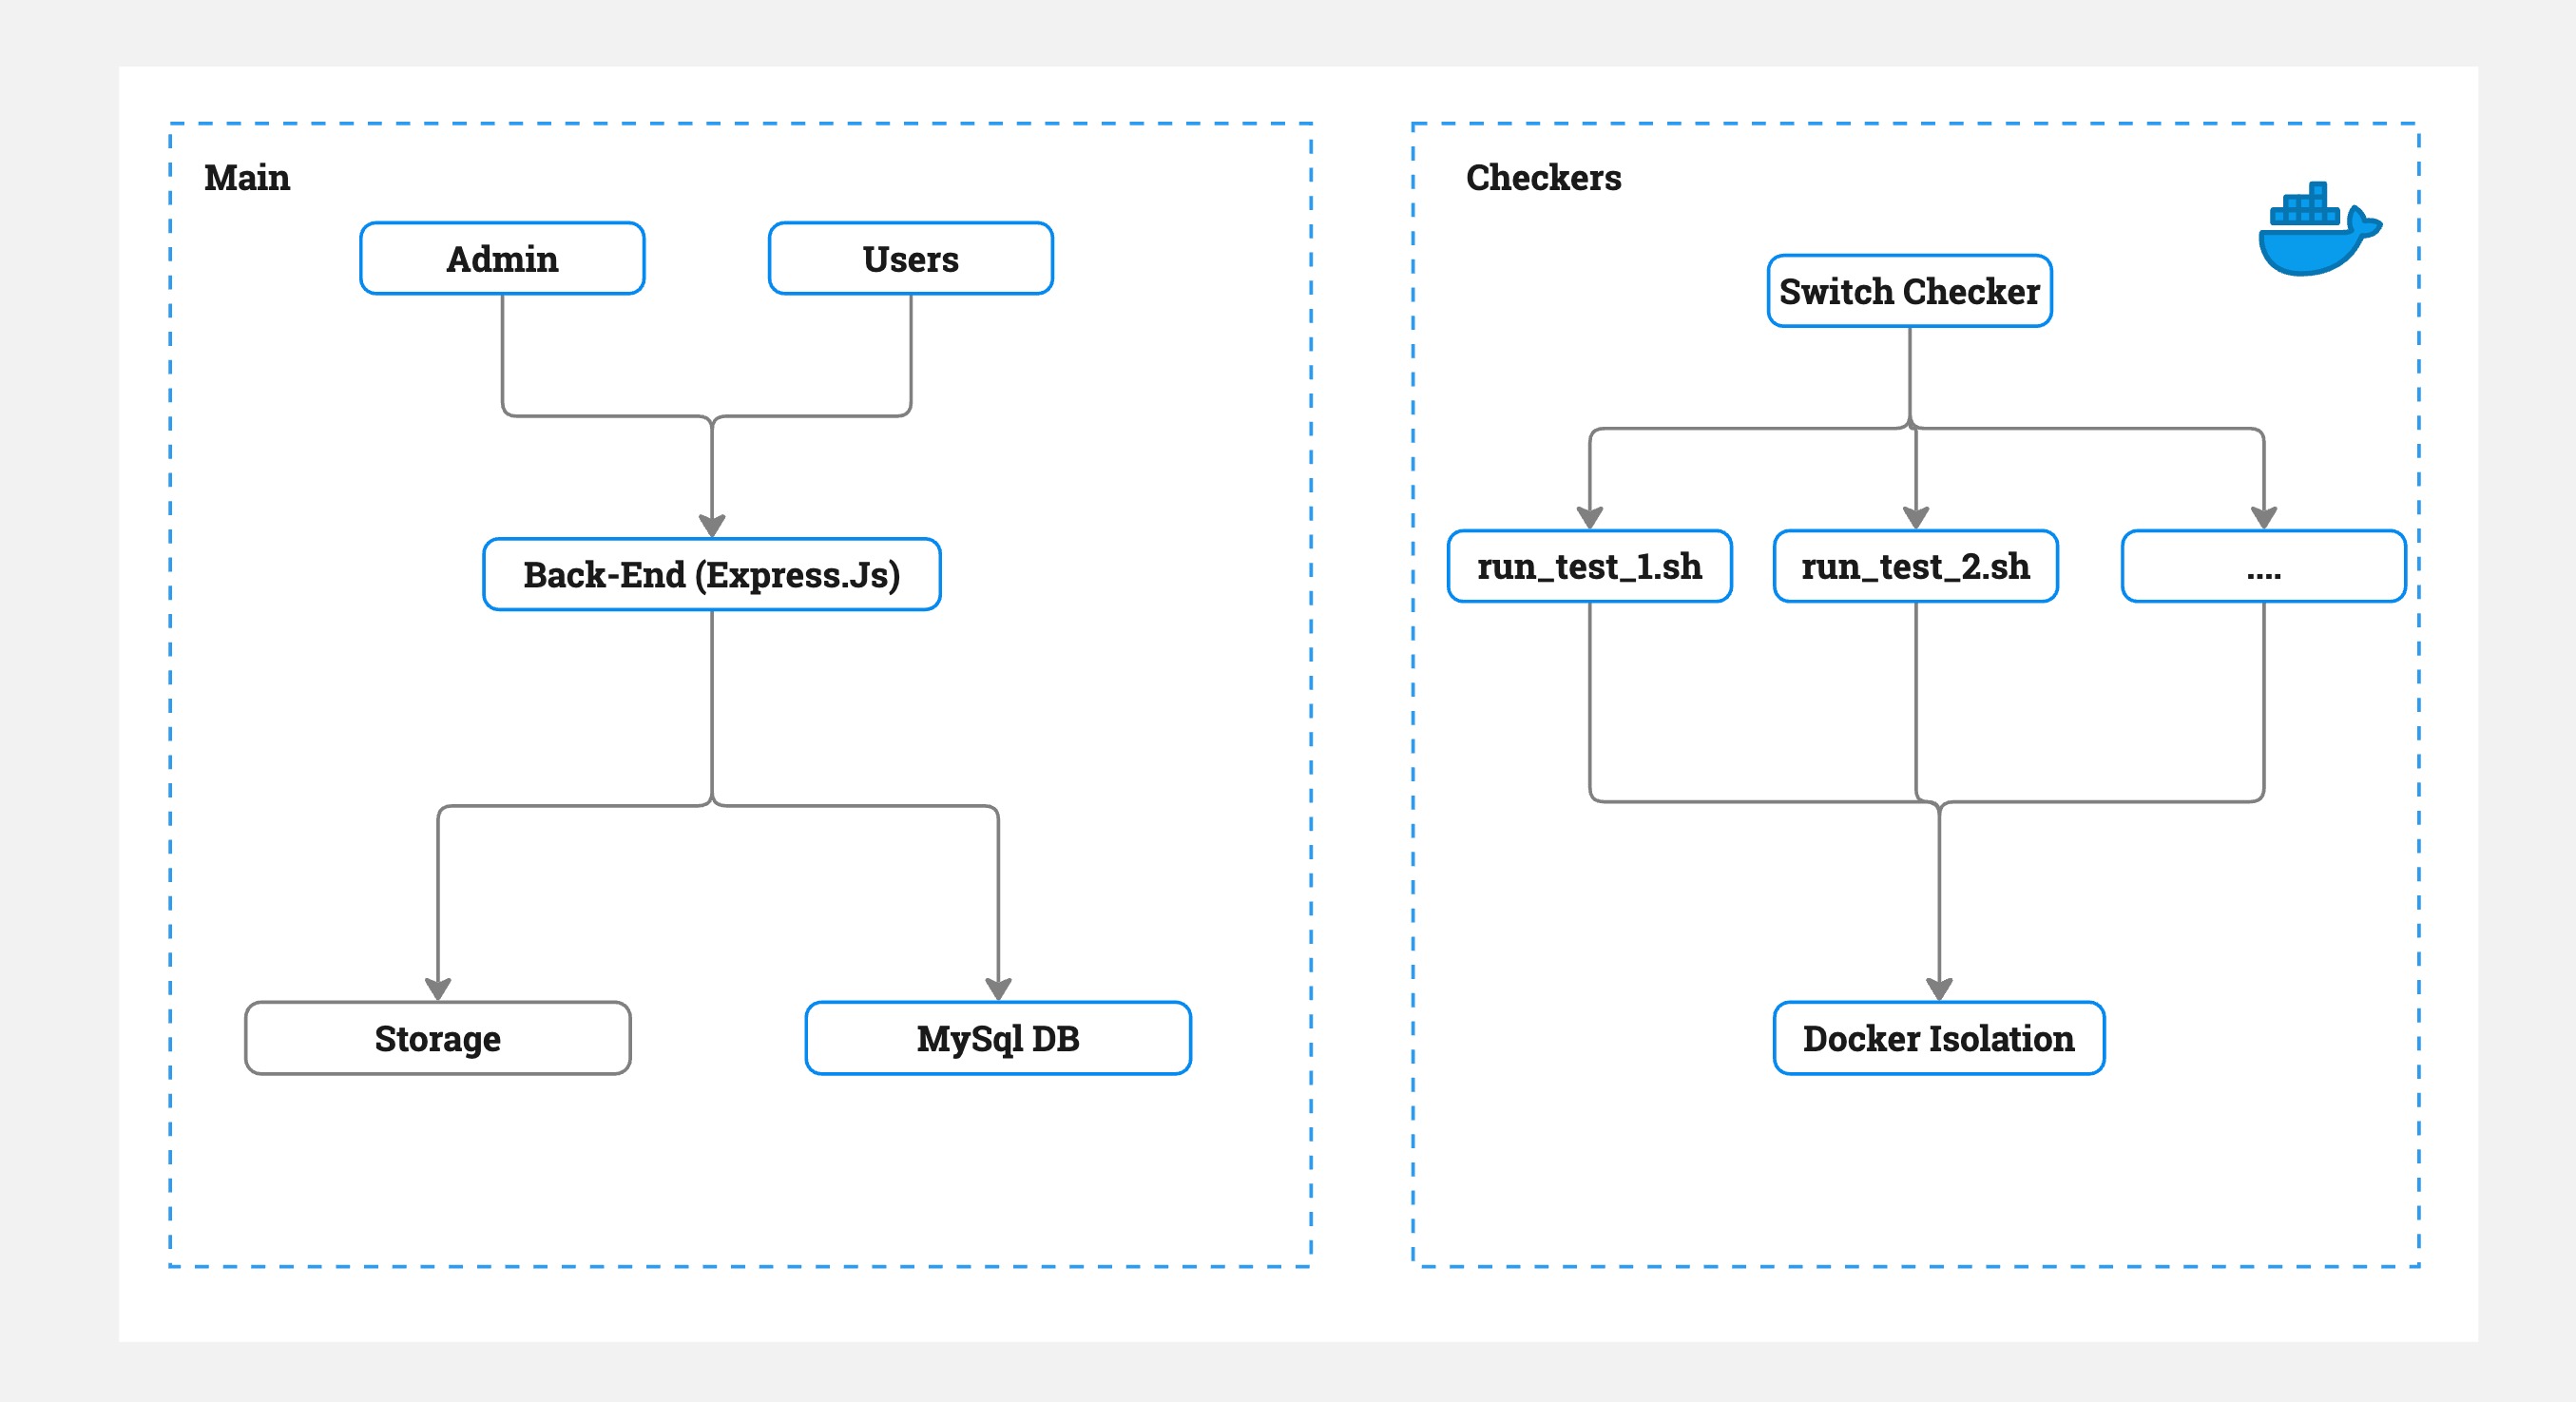 Main
Admin
Users
Back-End (Express.Js)
Storage
MySql DB
Checkers
Switch Checker
run_test_1.sh
run_test_2.sh
....
Docker Isolation